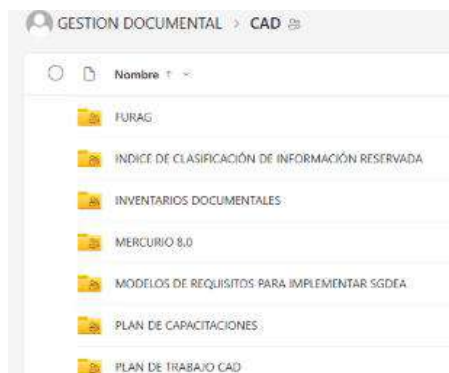 GESTION DOCUMENTAL > CAD
Nombre ↑
FURAG
INDICE DE CLASIFICACIÓN DE INFORMACIÓN RESERVADA
INVENTARIOS DOCUMENTALES
MERCURIO 8.0
MODELOS DE REQUISITOS PARA IMPLEMENTAR SGDEA
PLAN DE CAPACITACIONES
PLAN DE TRABAJO CAD